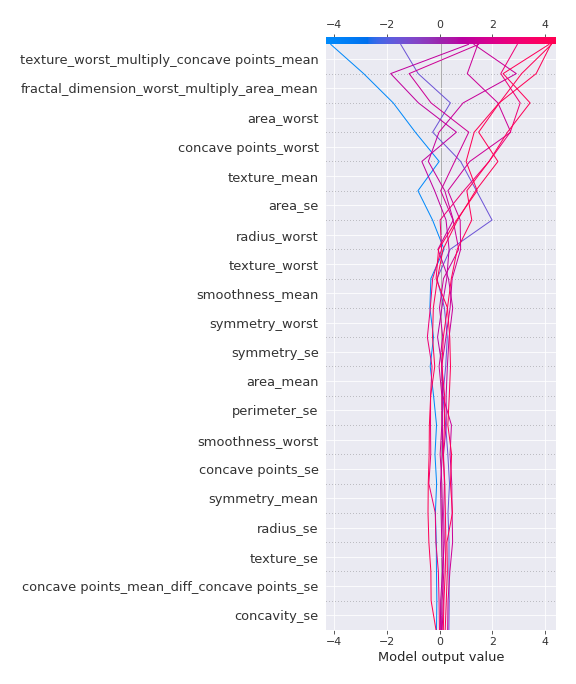 −4 −2 0 2 4
texture_worst_multiply_concave points_mean
fractal_dimension_worst_multiply_area_mean
area_worst
concave points_worst
texture_mean
area_se
radius_worst
texture_worst
smoothness_mean
symmetry_worst
symmetry_se
area_mean
perimeter_se
smoothness_worst
concave points_se
symmetry_mean
radius_se
texture_se
concave points_mean_diff_concave points_se
concavity_se
−4 −2 0 2 4
Model output value